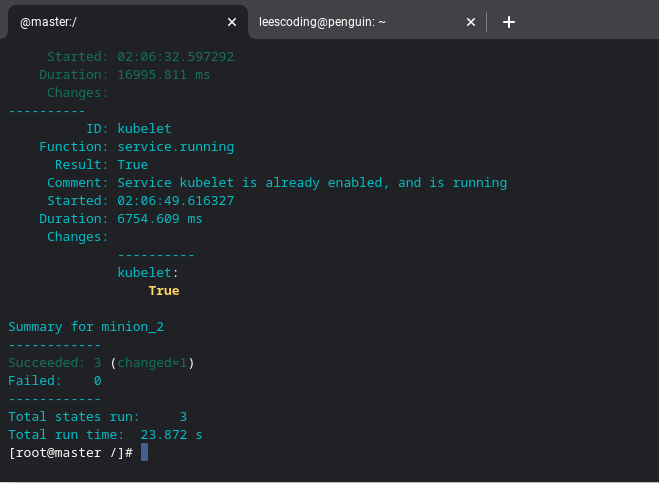 @master:/
leescoding@penguin: ~
Started: 02:06:32.597292
Duration: 16995.811 ms
Changes:
----------
ID: kubelet
Function: service.running
Result: True
Comment: Service kubelet is already enabled, and is running
Started: 02:06:49.616327
Duration: 6754.609 ms
Changes:
----------
kubelet:
True
Summary for minion_2
------------
Succeeded: 3 (changed=1)
Failed:    0
------------
Total states run:     3
Total run time:  23.872 s
[root@master /]#